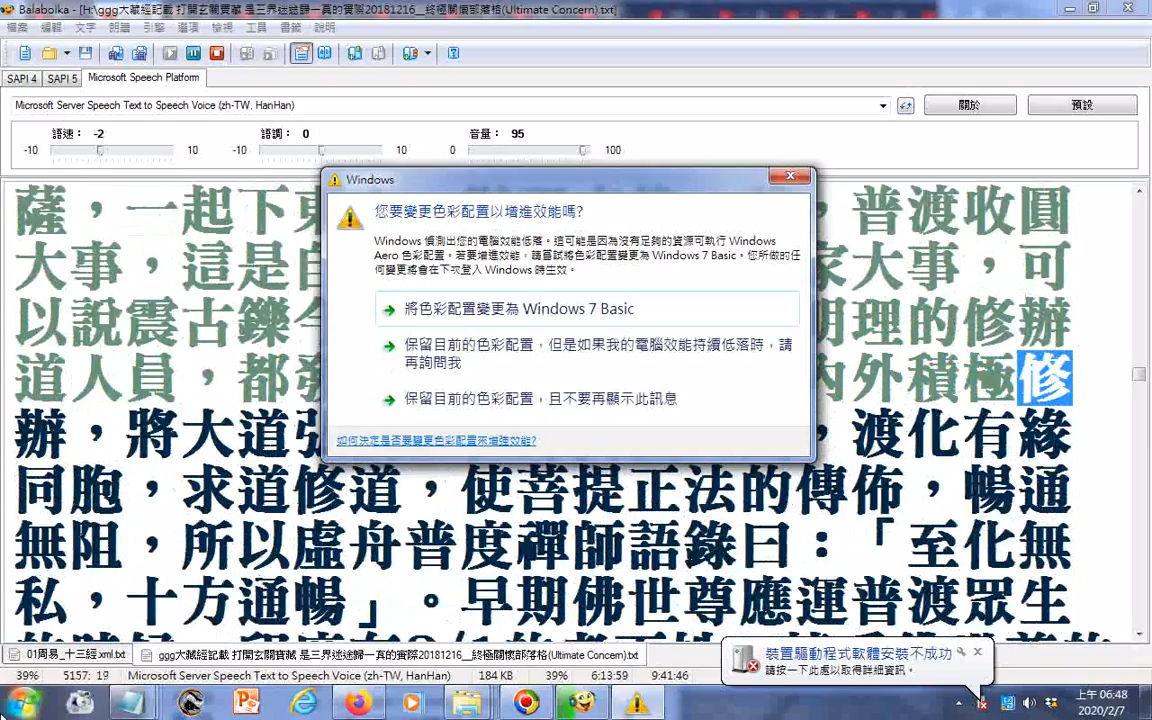 Balabolka - [H:\ggg大藏經記載 打開玄關寶藏 是三界迷途歸一真的實際20181216__終極關懷部落格(Ultimate Concern).txt]
檔案 編輯 文字 朗讀 引擎 選項 檢視 工具 書籤 說明
SAPI 4 SAPI 5 Microsoft Speech Platform
Microsoft Server Speech Text to Speech Voice (zh-TW, HanHan)
關於 預設
語速: -2 語調: 0 音量: 95
-10 10 -10 10 0 100
薩,一起下 ,普渡收圓
大事,這是 家大事,可
以說震古鑠 明理的修辦
道人員,都 內外積極修
辦,將大道 ,渡化有緣
同胞,求道修道,使菩提正法的傳佈,暢通
無阻,所以虛舟普度禪師語錄曰:「至化無
私,十方通暢」。早期佛世尊應運普渡眾生
Windows
您要變更色彩配置以增進效能嗎?
Windows 偵測出您的電腦效能低落。這可能是因為沒有足夠的資源可執行 Windows
Aero 色彩配置。若要增進效能,請嘗試將色彩配置變更為 Windows 7 Basic。您所做的任
何變更將會在下次登入 Windows 時生效。
將色彩配置變更為 Windows 7 Basic
保留目前的色彩配置,但是如果我的電腦效能持續低落時,請
再詢問我
保留目前的色彩配置,且不要再顯示此訊息
如何決定是否要變更色彩配置來增進效能?
01周易_十三經.xml.txt ggg大藏經記載 打開玄關寶藏 是三界迷途歸一真的實際20181216__終極關懷部落格(Ultimate Concern).txt
39% 5157: 19 Microsoft Server Speech Text to Speech Voice (zh-TW, HanHan) 184 KB 39% 6:13:59 9:41:46
裝置驅動程式軟體安裝不成功
請按一下此處以取得詳細資訊。
上午 06:48
2020/2/7